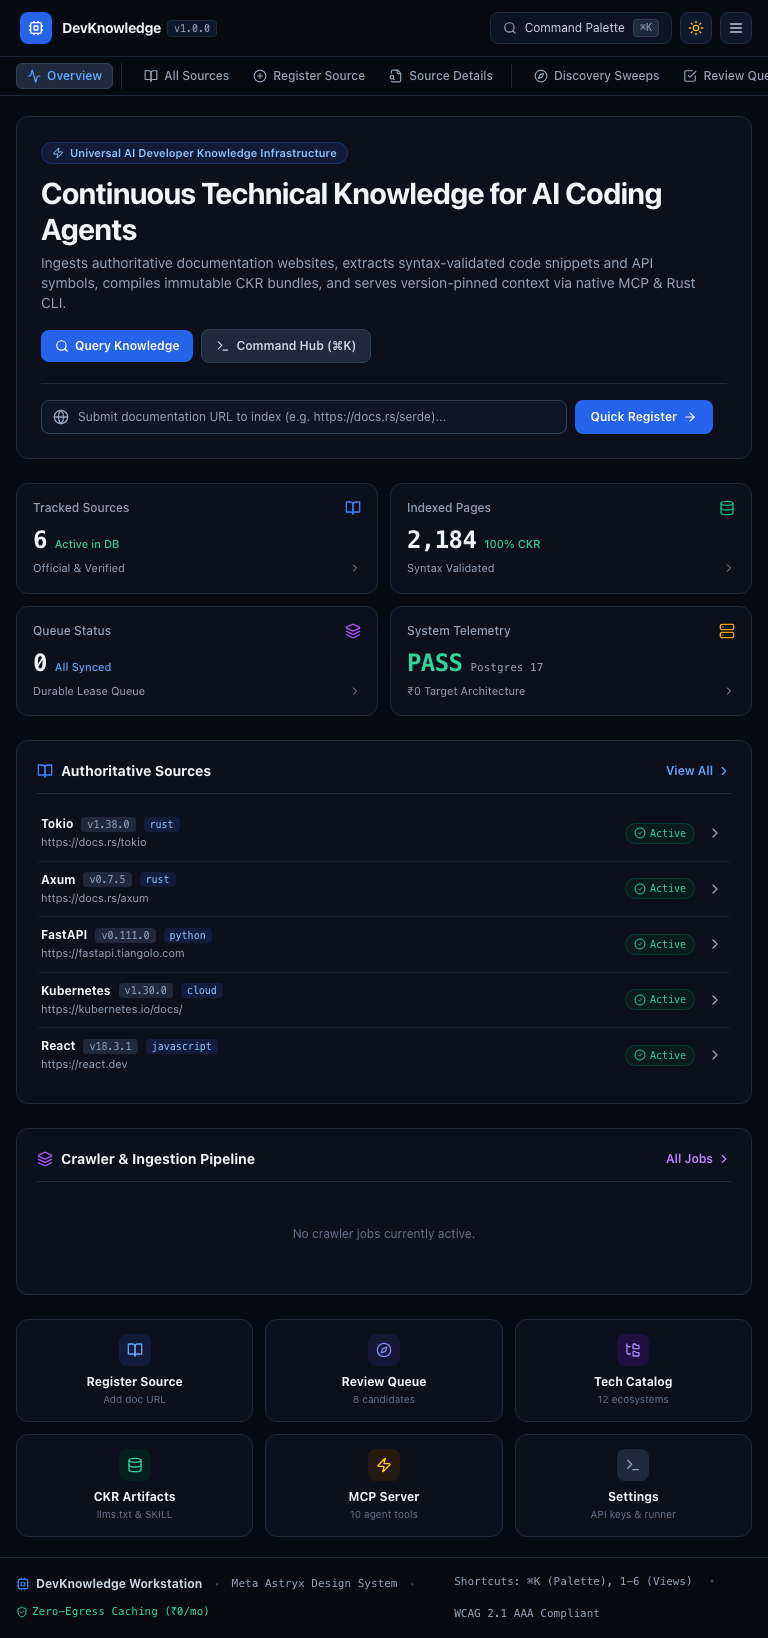 DevKnowledge v1.0.0
Command Palette ⌘K
Overview
All Sources
Register Source
Source Details
Discovery Sweeps
Review Que
Universal AI Developer Knowledge Infrastructure
Continuous Technical Knowledge for AI Coding
Agents
Ingests authoritative documentation websites, extracts syntax-validated code snippets and API
symbols, compiles immutable CKR bundles, and serves version-pinned context via native MCP & Rust
CLI.
Query Knowledge
Command Hub (⌘K)
Submit documentation URL to index (e.g. https://docs.rs/serde)...
Quick Register
Tracked Sources
6 Active in DB
Official & Verified
Indexed Pages
2,184 100% CKR
Syntax Validated
Queue Status
0 All Synced
Durable Lease Queue
System Telemetry
PASS Postgres 17
₹0 Target Architecture
Authoritative Sources
View All
Tokio v1.38.0 rust
https://docs.rs/tokio
Active
Axum v0.7.5 rust
https://docs.rs/axum
Active
FastAPI v0.111.0 python
https://fastapi.tiangolo.com
Active
Kubernetes v1.30.0 cloud
https://kubernetes.io/docs/
Active
React v18.3.1 javascript
https://react.dev
Active
Crawler & Ingestion Pipeline
All Jobs
No crawler jobs currently active.
Register Source
Add doc URL
Review Queue
8 candidates
Tech Catalog
12 ecosystems
CKR Artifacts
llms.txt & SKILL
MCP Server
10 agent tools
Settings
API keys & runner
DevKnowledge Workstation • Meta Astryx Design System •
Zero-Egress Caching (₹0/mo)
Shortcuts: ⌘K (Palette), 1–6 (Views) •
WCAG 2.1 AAA Compliant